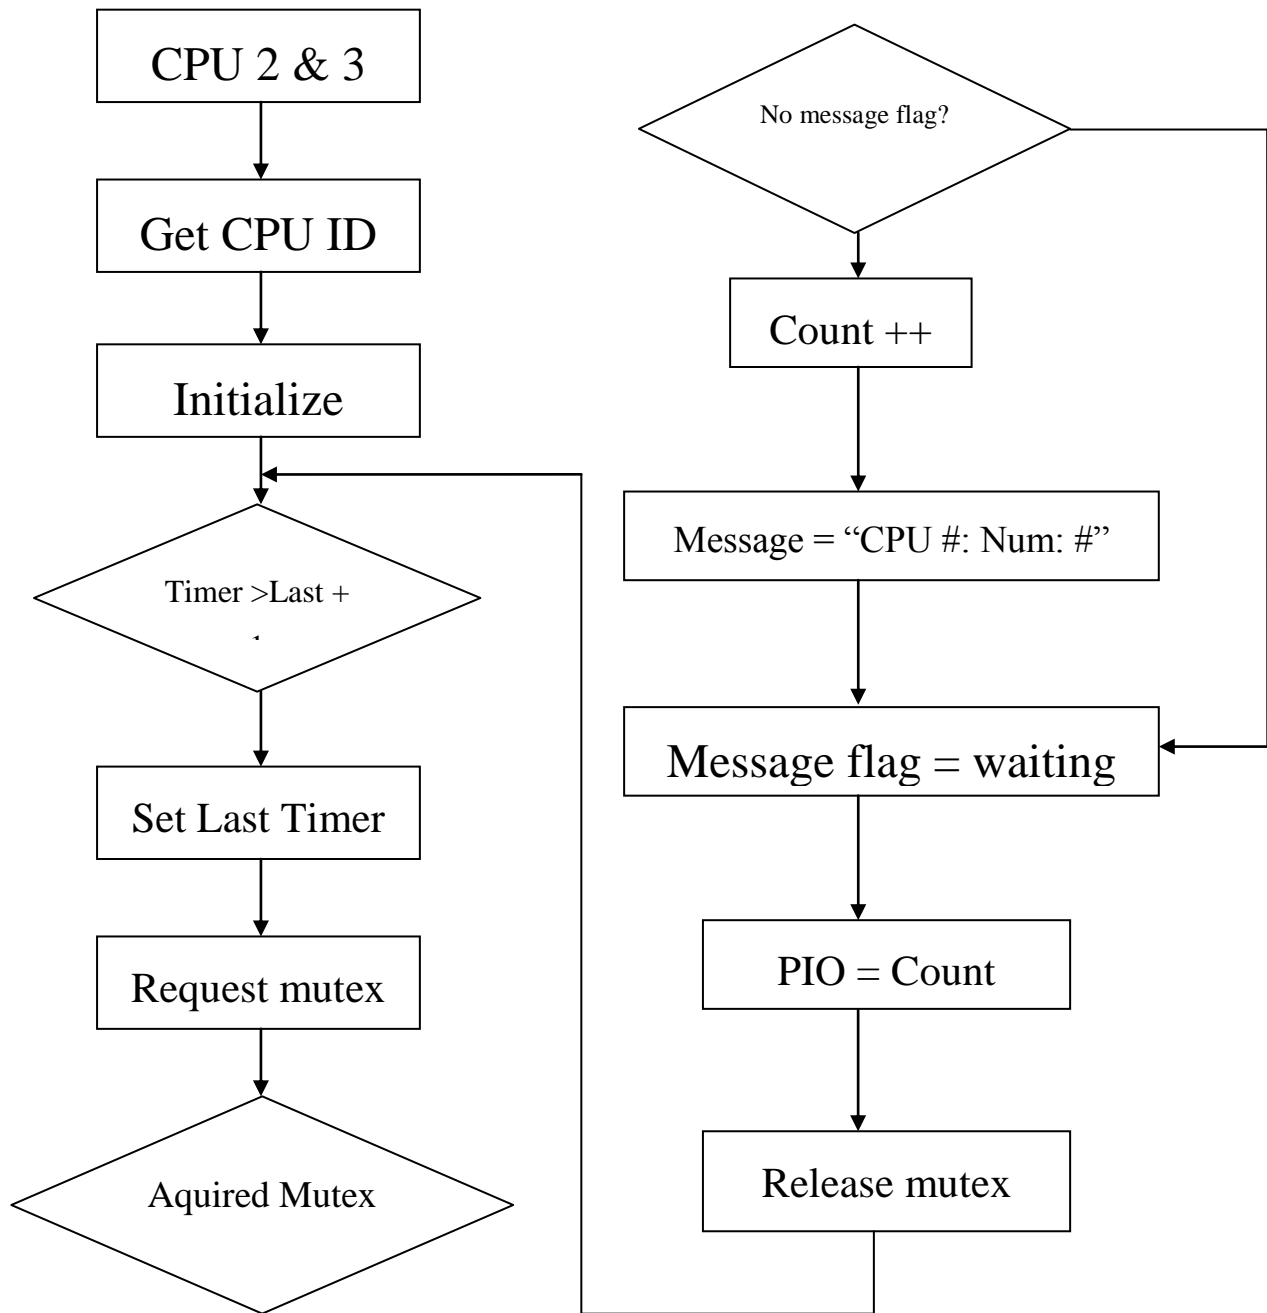 CPU 2 & 3
Get CPU ID
Initialize
Timer >Last +
Set Last Timer
Request mutex
Aquired Mutex
No message flag?
Count ++
Message = “CPU #: Num: #”
Message flag = waiting
PIO = Count
Release mutex